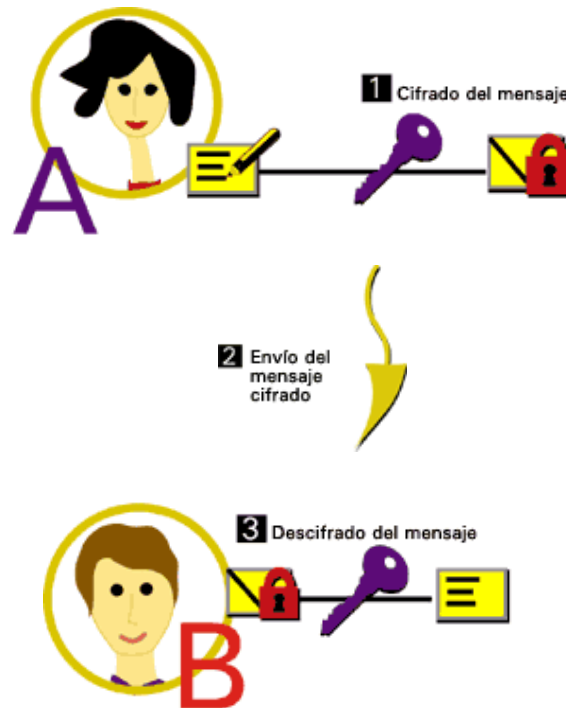 1 Cifrado del mensaje
A
2 Envío del
mensaje
cifrado
3 Descifrado del mensaje
B